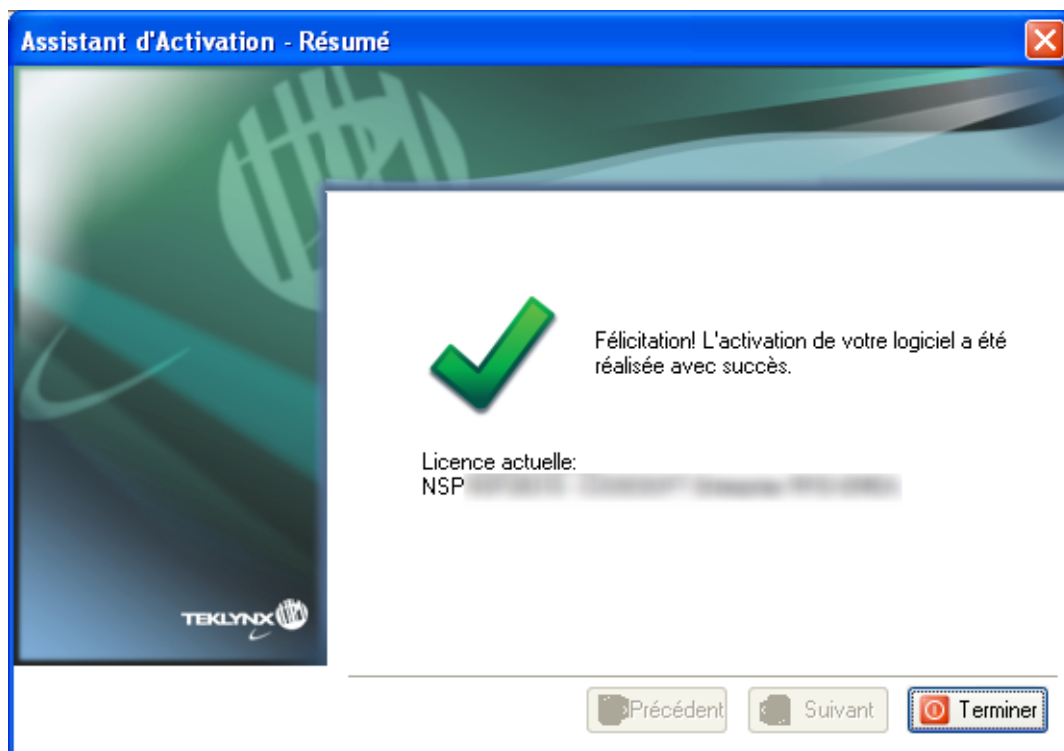 Assistant d'Activation - Résumé
Félicitation! L'activation de votre logiciel a été
réalisée avec succès.
Licence actuelle:
NSP
TEKLYNX
Précédent
Suivant
Terminer